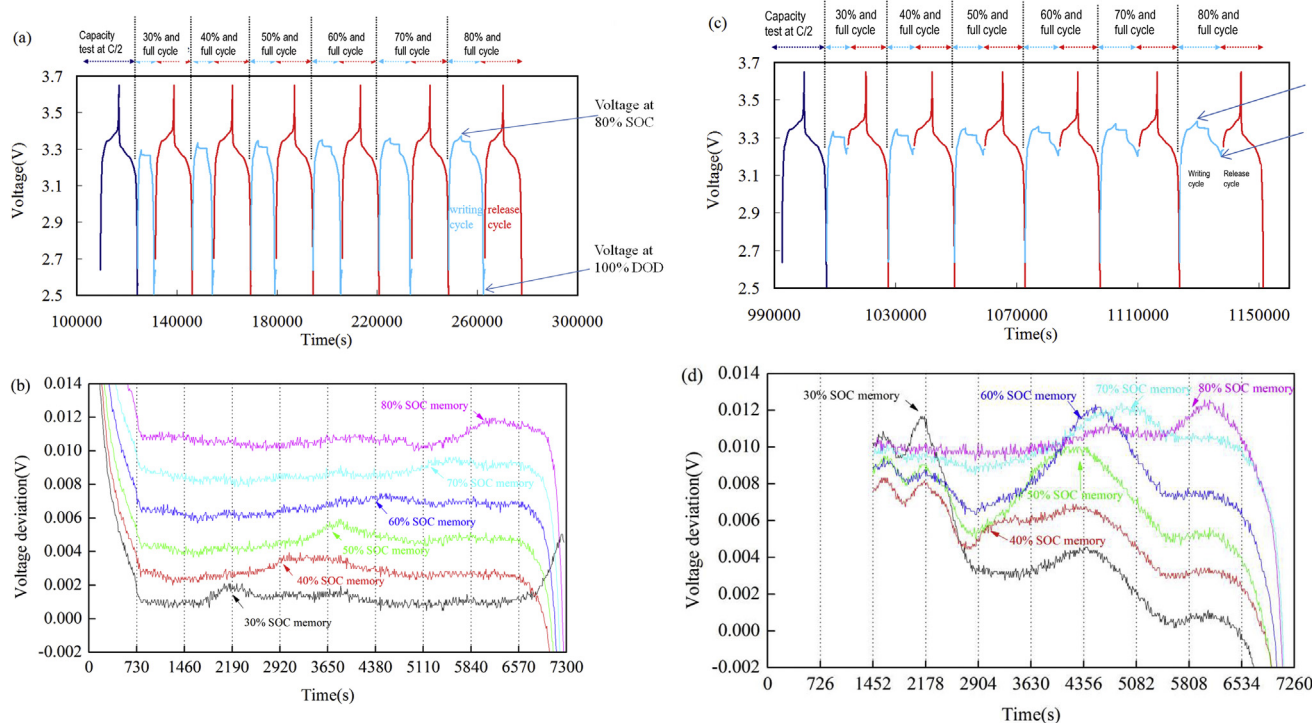 (a)
Capacity
test at C/2
30% and
full cycle
40% and
full cycle
50% and
full cycle
60% and
full cycle
70% and
full cycle
80% and
full cycle
Voltage(V)
3.7
3.5
3.3
3.1
2.9
2.7
2.5
writing
cycle
release
cycle
Voltage at
80% SOC
Voltage at
100% DOD
100000 140000 180000 220000 260000 300000
Time(s)
(c)
Capacity
test at C/2
30% and
full cycle
40% and
full cycle
50% and
full cycle
60% and
full cycle
70% and
full cycle
80% and
full cycle
Voltage(V)
3.7
3.5
3.3
3.1
2.9
2.7
2.5
Writing
cycle
Release
cycle
9900000 1030000 1070000 1110000 1150000
Time(s)
(b)
Voltage deviation(V)
0.014
0.012
0.010
0.008
0.006
0.004
0.002
0.000
-0.002
80% SOC memory
70% SOC memory
60% SOC memory
50% SOC memory
40% SOC memory
30% SOC memory
0 730 1460 2190 2920 3650 4380 5110 5840 6570 7300
Time(s)
(d)
Voltage deviation(V)
0.014
0.012
0.010
0.008
0.006
0.004
0.002
0.000
-0.002
30% SOC memory
60% SOC memory
70% SOC memory
80% SOC memory
50% SOC memory
40% SOC memory
0 726 1452 2178 2904 3630 4356 5082 5808 6534 7260
Time(s)